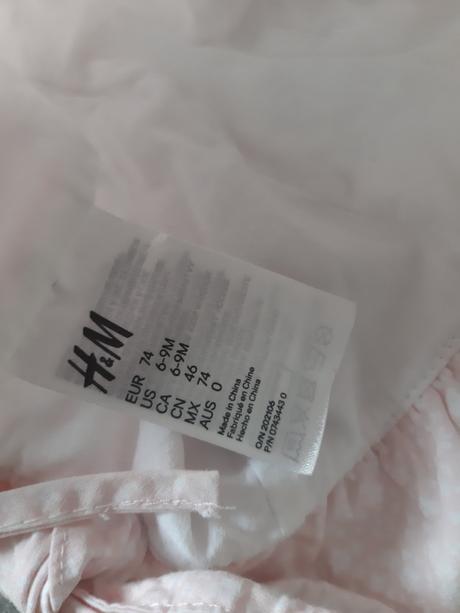 H&M
EUR 74
US 6-9M
CA 6-9M
CN 46
MX 74
AUS 0
Made in China
Fabriqué en Chine
Hecho en China
O/N 202106
P/N 0743443 0